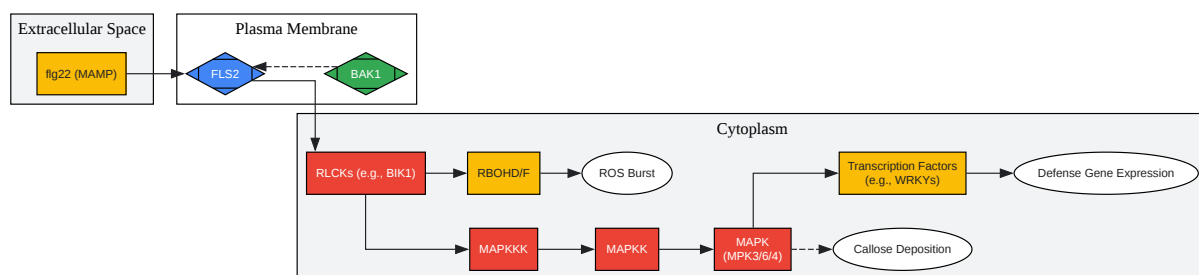 Extracellular Space
Plasma Membrane
flg22 (MAMP)
FLS2
BAK1
Cytoplasm
RLCKs (e.g., BIK1)
RBOHD/F
ROS Burst
Transcription Factors
(e.g., WRKYs)
Defense Gene Expression
MAPKKK
MAPKK
MAPK
(MPK3/6/4)
Callose Deposition